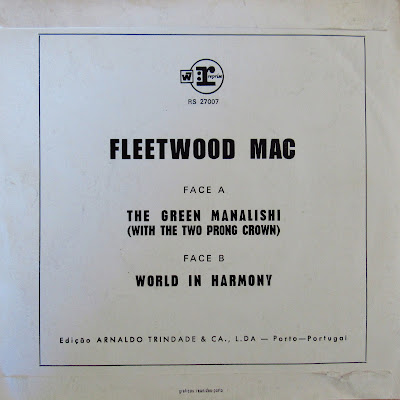 W r reprise
RS 27007
FLEETWOOD MAC
FACE A
THE GREEN MANALISHI
(WITH THE TWO PRONG CROWN)
FACE B
WORLD IN HARMONY
Edição ARNALDO TRINDADE & CA., L.DA — Porto—Portugal